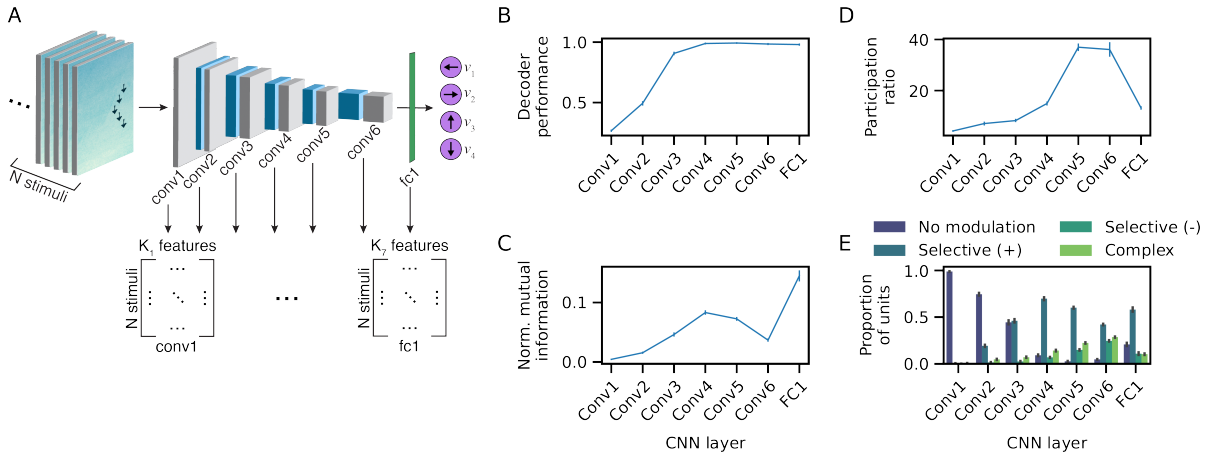 A
N stimuli
conv1
conv2
conv3
conv4
conv5
conv6
fc1
v1
v2
v3
v4
K1 features
N stimuli
conv1
K7 features
N stimuli
fc1
B
Decoder
performance
1.0
0.5
Conv1
Conv2
Conv3
Conv4
Conv5
Conv6
FC1
C
Norm. mutual
information
0.1
0.0
Conv1
Conv2
Conv3
Conv4
Conv5
Conv6
FC1
CNN layer
D
Participation
ratio
40
20
Conv1
Conv2
Conv3
Conv4
Conv5
Conv6
FC1
No modulation
Selective (+)
Selective (-)
Complex
E
Proportion
of units
1.0
0.5
0.0
Conv1
Conv2
Conv3
Conv4
Conv5
Conv6
FC1
CNN layer